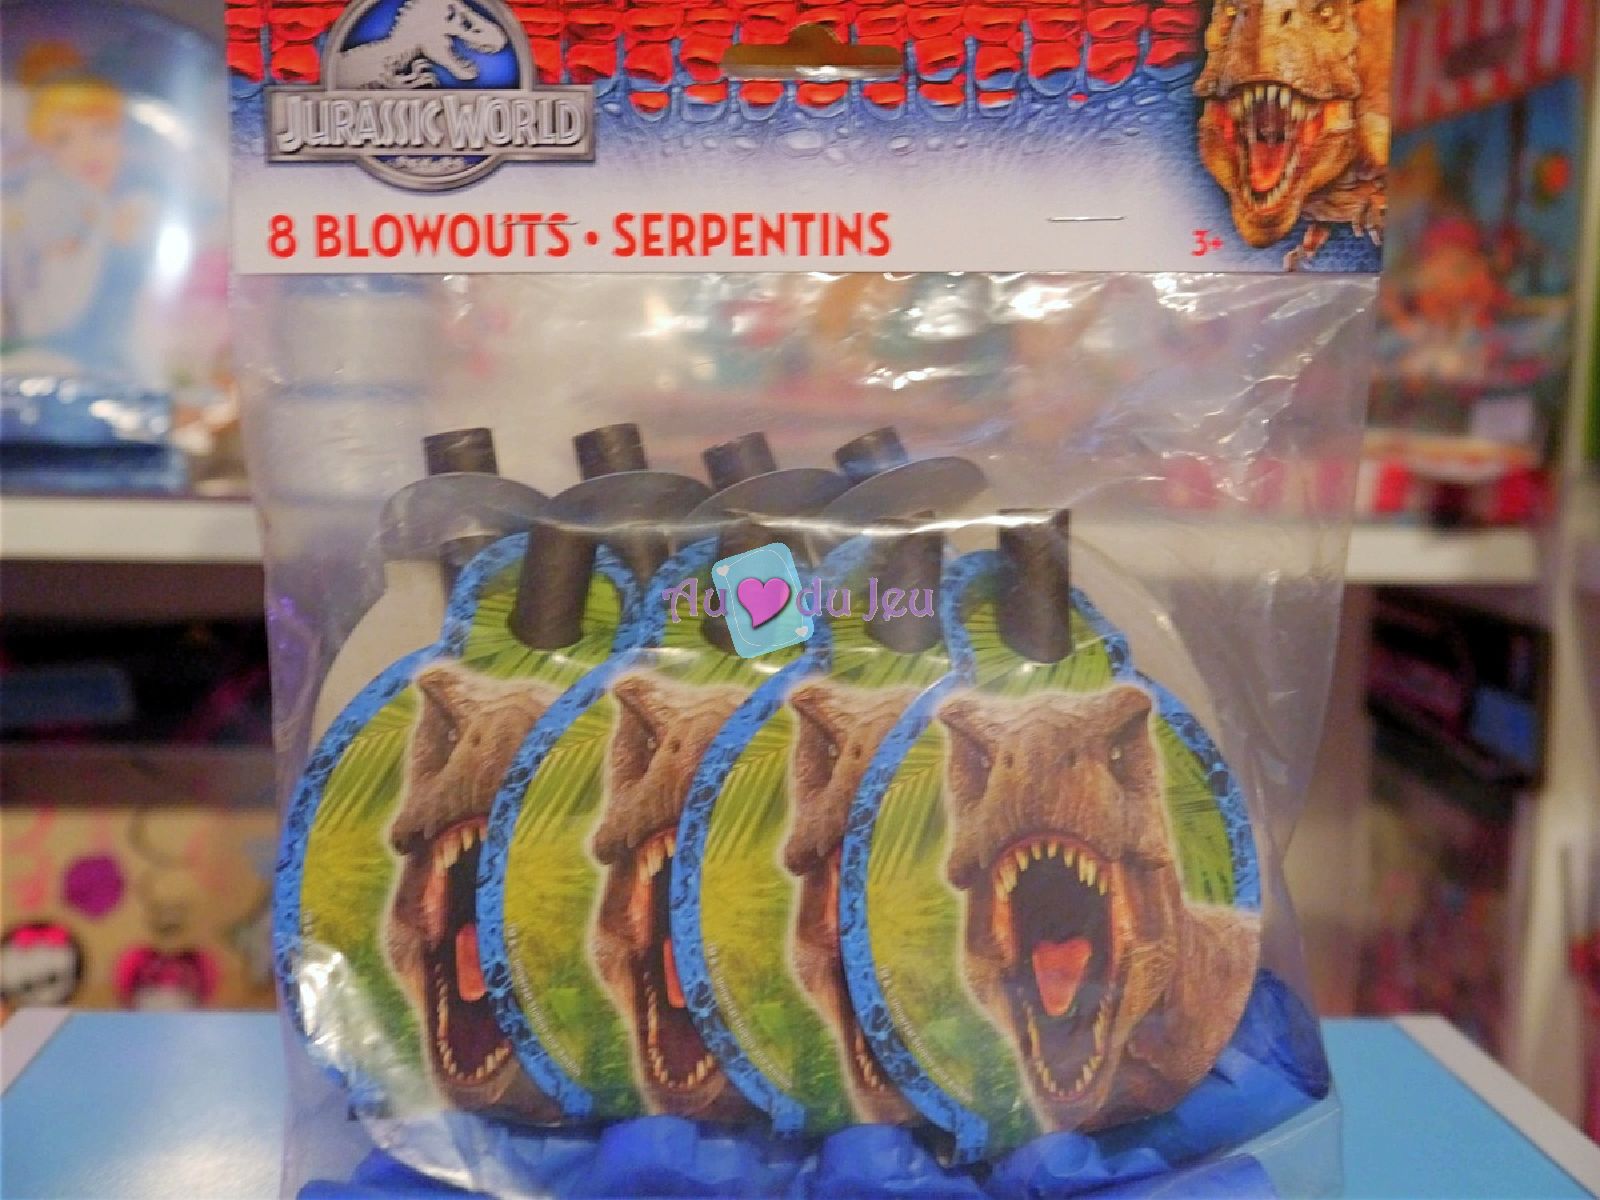 JURASSIC WORLD
8 BLOWOUTS • SERPENTINS
3+
Au du Jeu